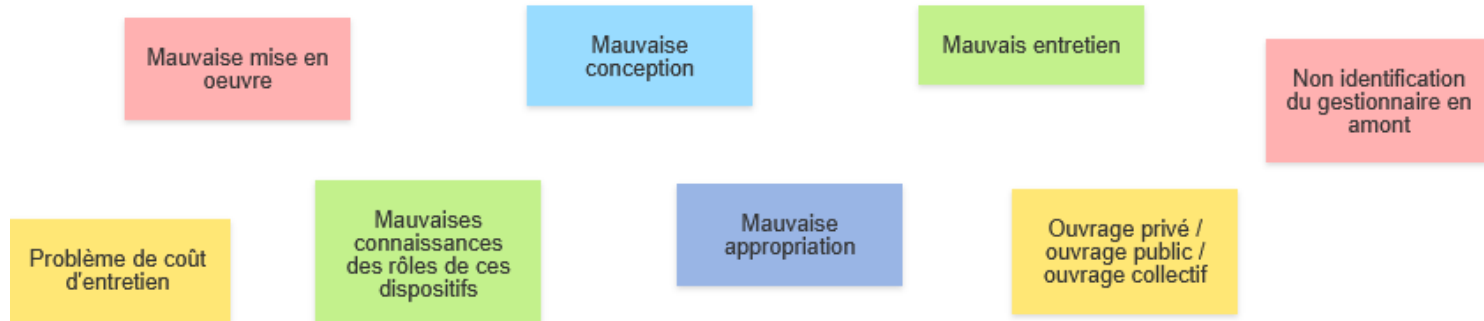 Mauvaise mise en
oeuvre
Mauvaise
conception
Mauvais entretien
Non identification
du gestionnaire en
amont
Problème de coût
d'entretien
Mauvaises
connaissances
des rôles de ces
dispositifs
Mauvaise
appropriation
Ouvrage privé /
ouvrage public /
ouvrage collectif